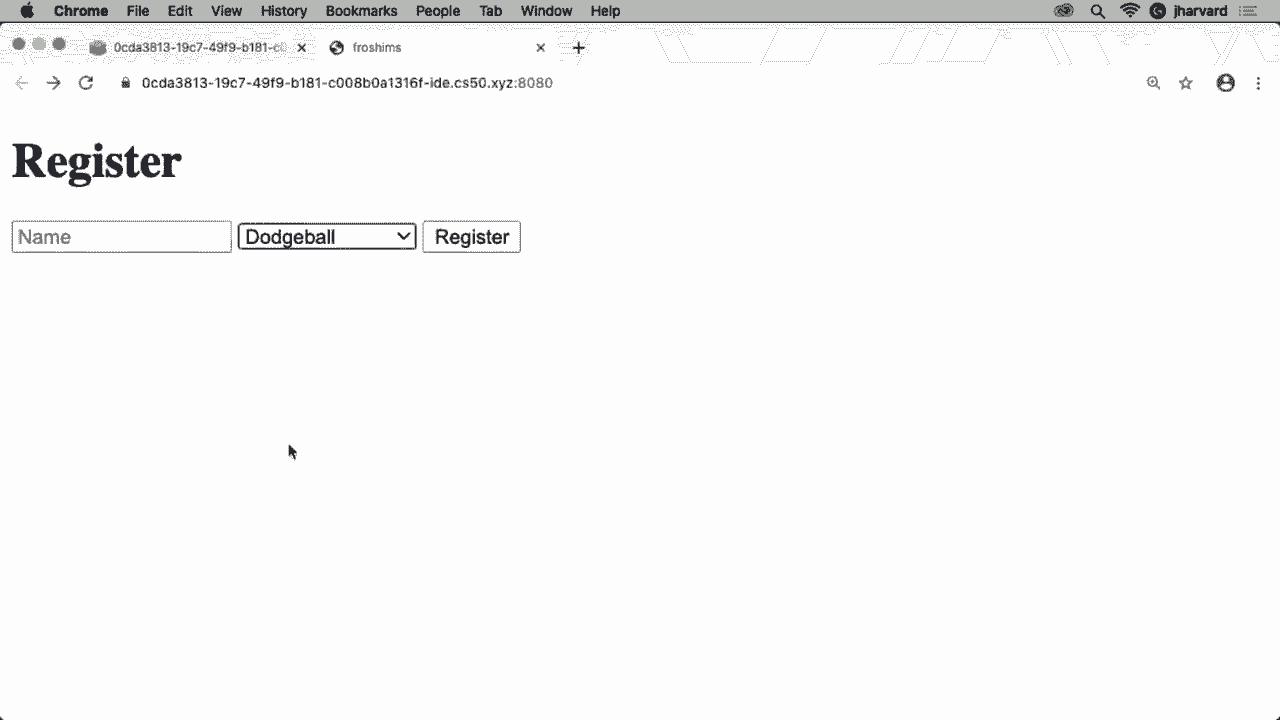 Chrome File Edit View History Bookmarks People Tab Window Help jharvard
0cda3813-19c7-49f9-b181-c froshims
0cda3813-19c7-49f9-b181-c008b0a1316f-ide.cs50.xyz:8080
Register
Name Dodgeball Register